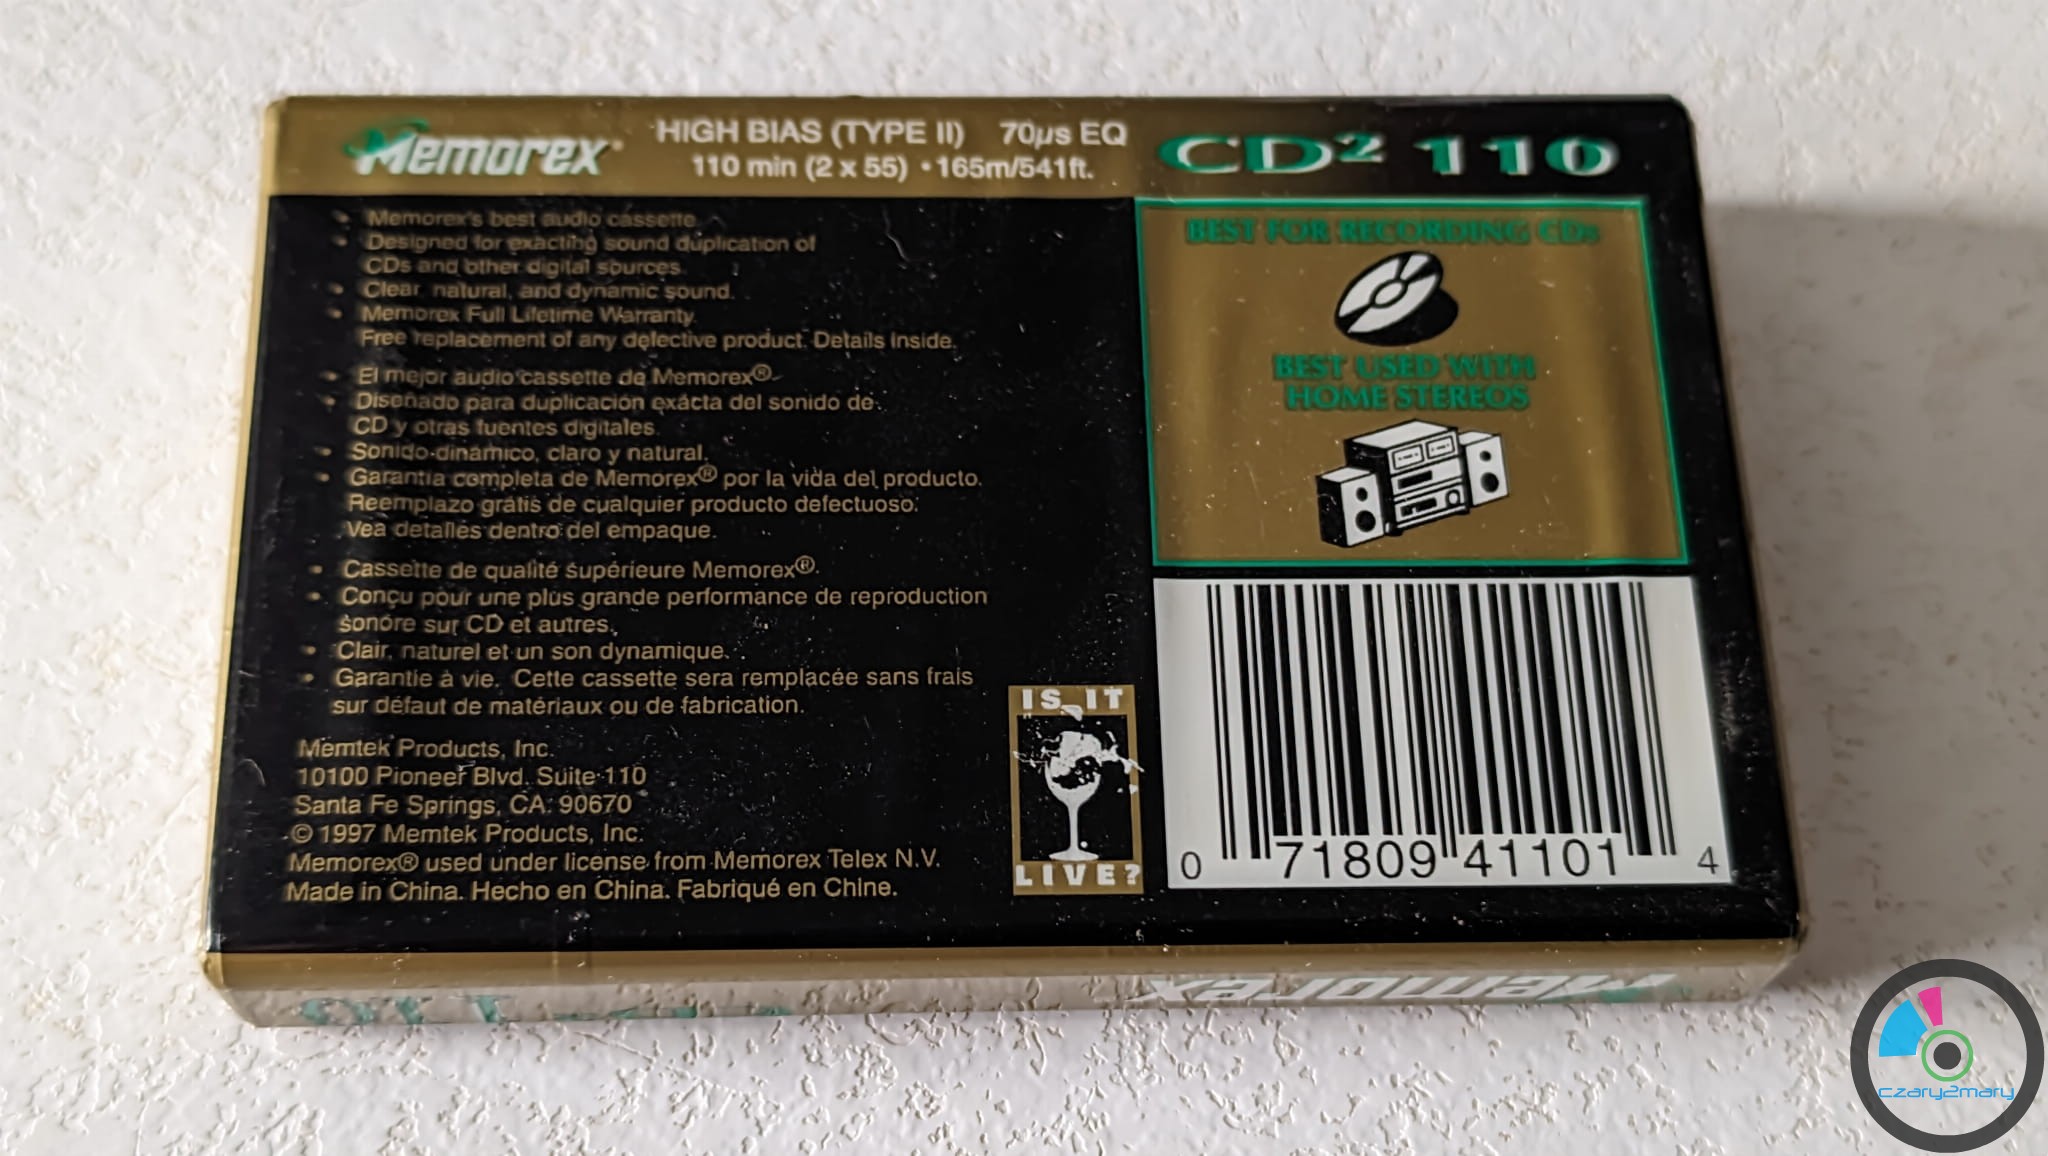 Memorex®
HIGH BIAS (TYPE II) 70µs EQ
110 min (2 x 55) • 165m/541ft.
CD² 110
• Memorex's best audio cassette.
• Designed for exacting sound duplication of
CDs and other digital sources.
• Clear, natural, and dynamic sound.
• Memorex Full Lifetime Warranty.
Free replacement of any defective product. Details inside.
• El mejor audio cassette de Memorex®.
• Diseñado para duplicación exácta del sonido de
CD y otras fuentes digitales.
• Sonido dinámico, claro y natural.
• Garantía completa de Memorex® por la vida del producto.
Reemplazo grátis de cualquier producto defectuoso.
Vea detalles dentro del empaque.
• Cassette de qualité supérieure Memorex®.
• Conçu pour une plus grande performance de reproduction
sonore sur CD et autres.
• Clair, naturel et un son dynamique.
• Garantie à vie. Cette cassette sera remplacée sans frais
sur défaut de matériaux ou de fabrication.
Memtek Products, Inc.
10100 Pioneer Blvd. Suite 110
Santa Fe Springs, CA. 90670
© 1997 Memtek Products, Inc.
Memorex® used under license from Memorex Telex N.V.
Made in China. Hecho en China. Fabriqué en Chine.
IS IT
LIVE?
BEST FOR RECORDING CDs
BEST USED WITH
HOME STEREOS
0 71809 41101 4
Memorex
110
czary2mary